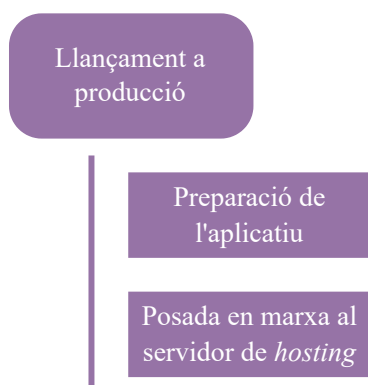 Llançament a
producció
Preparació de
l'aplicatiu
Posada en marxa al
servidor de hosting